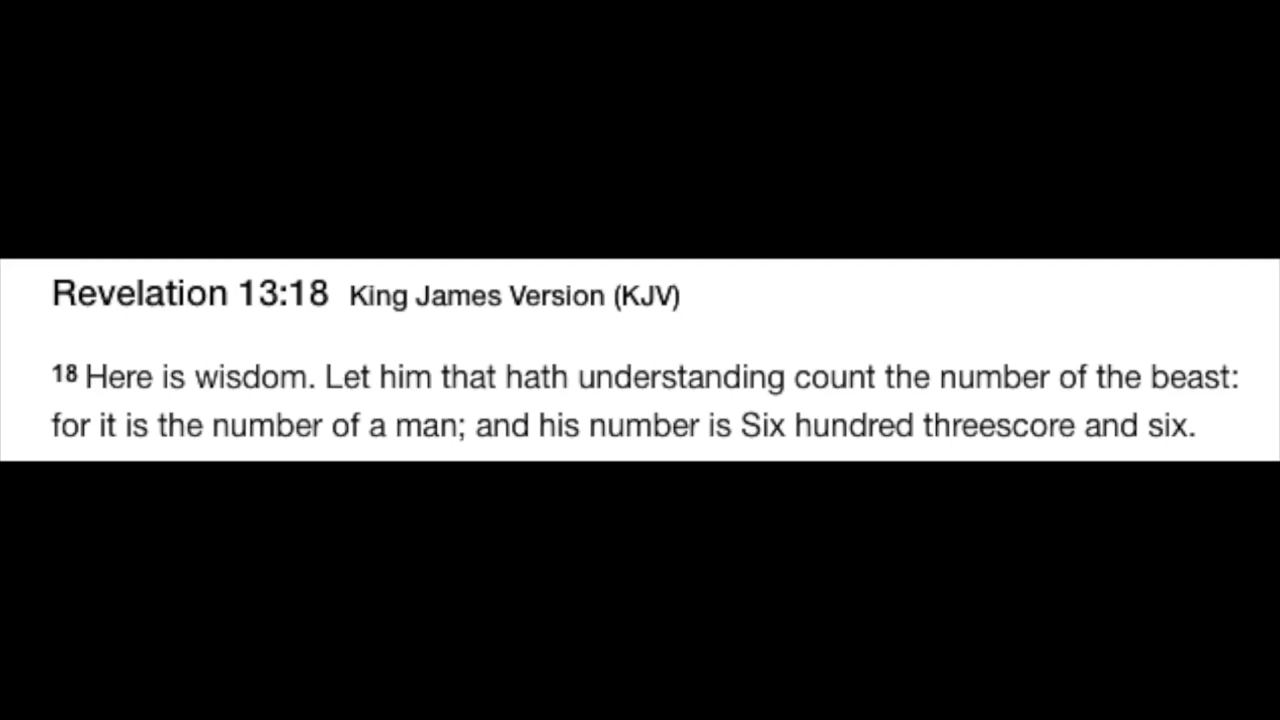 Revelation 13:18 King James Version (KJV)
18 Here is wisdom. Let him that hath understanding count the number of the beast:
for it is the number of a man; and his number is Six hundred threescore and six.